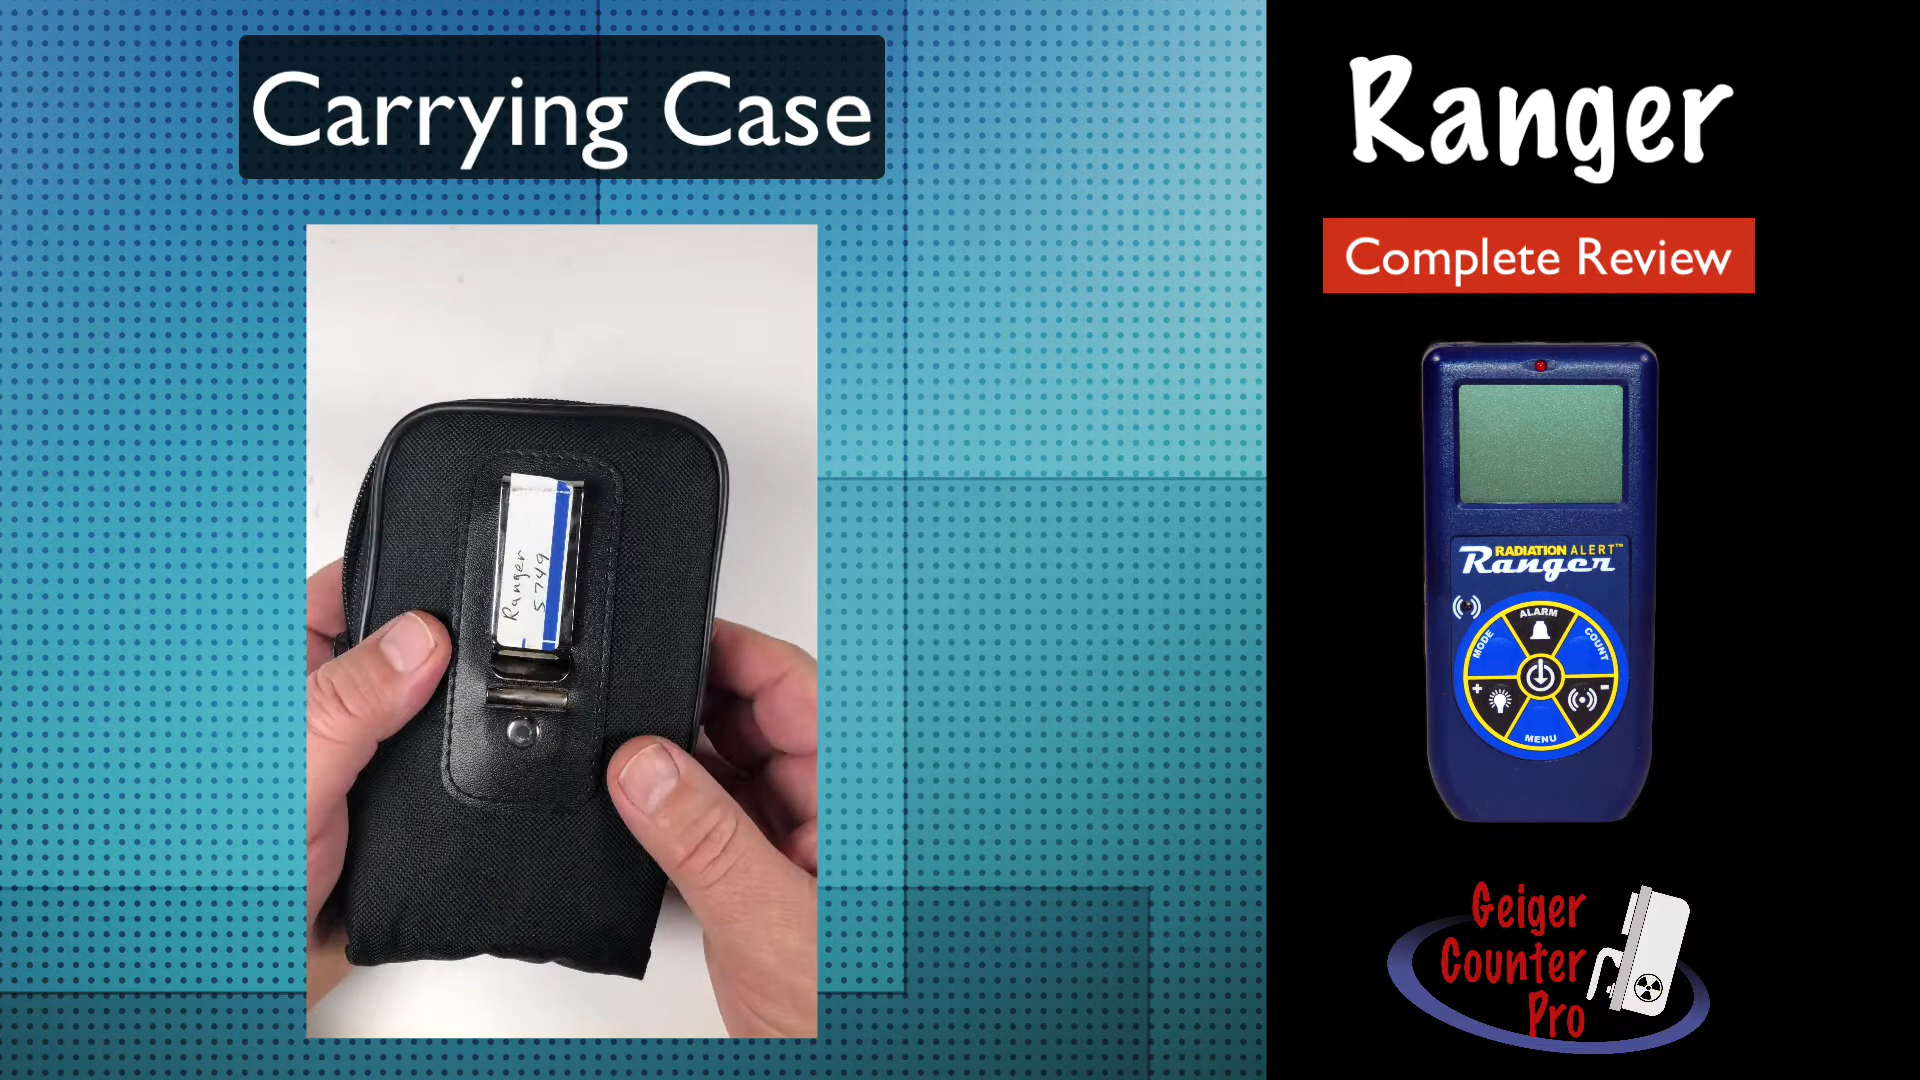 Carrying Case
Ranger
5749
Ranger
Complete Review
RADIATION ALERT™
Ranger
ALARM
MODE
COUNT
+
-
MENU
Geiger
Counter
Pro